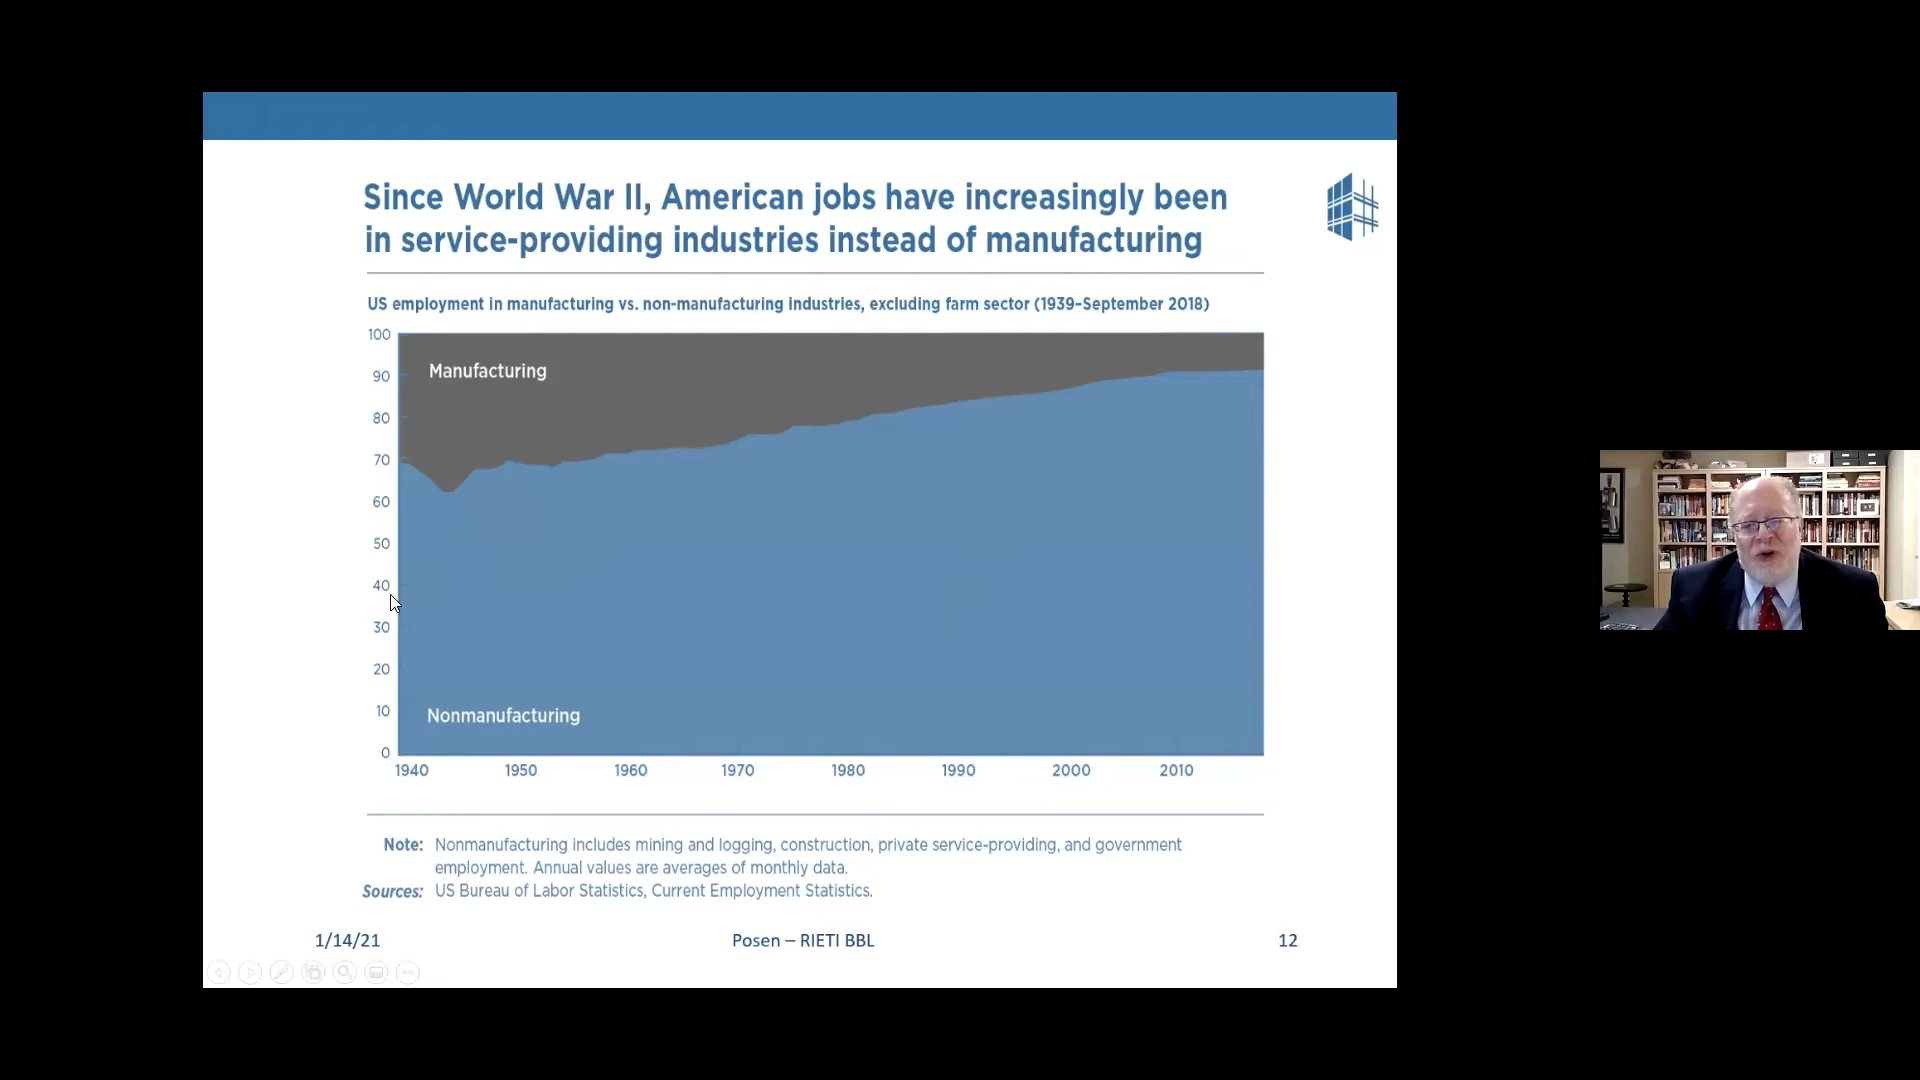 Since World War II, American jobs have increasingly been
in service-providing industries instead of manufacturing
US employment in manufacturing vs. non-manufacturing industries, excluding farm sector (1939–September 2018)
100
90
80
70
60
50
40
30
20
10
0
Manufacturing
Nonmanufacturing
1940 1950 1960 1970 1980 1990 2000 2010
Note: Nonmanufacturing includes mining and logging, construction, private service-providing, and government
employment. Annual values are averages of monthly data.
Sources: US Bureau of Labor Statistics, Current Employment Statistics.
1/14/21 Posen – RIETI BBL 12